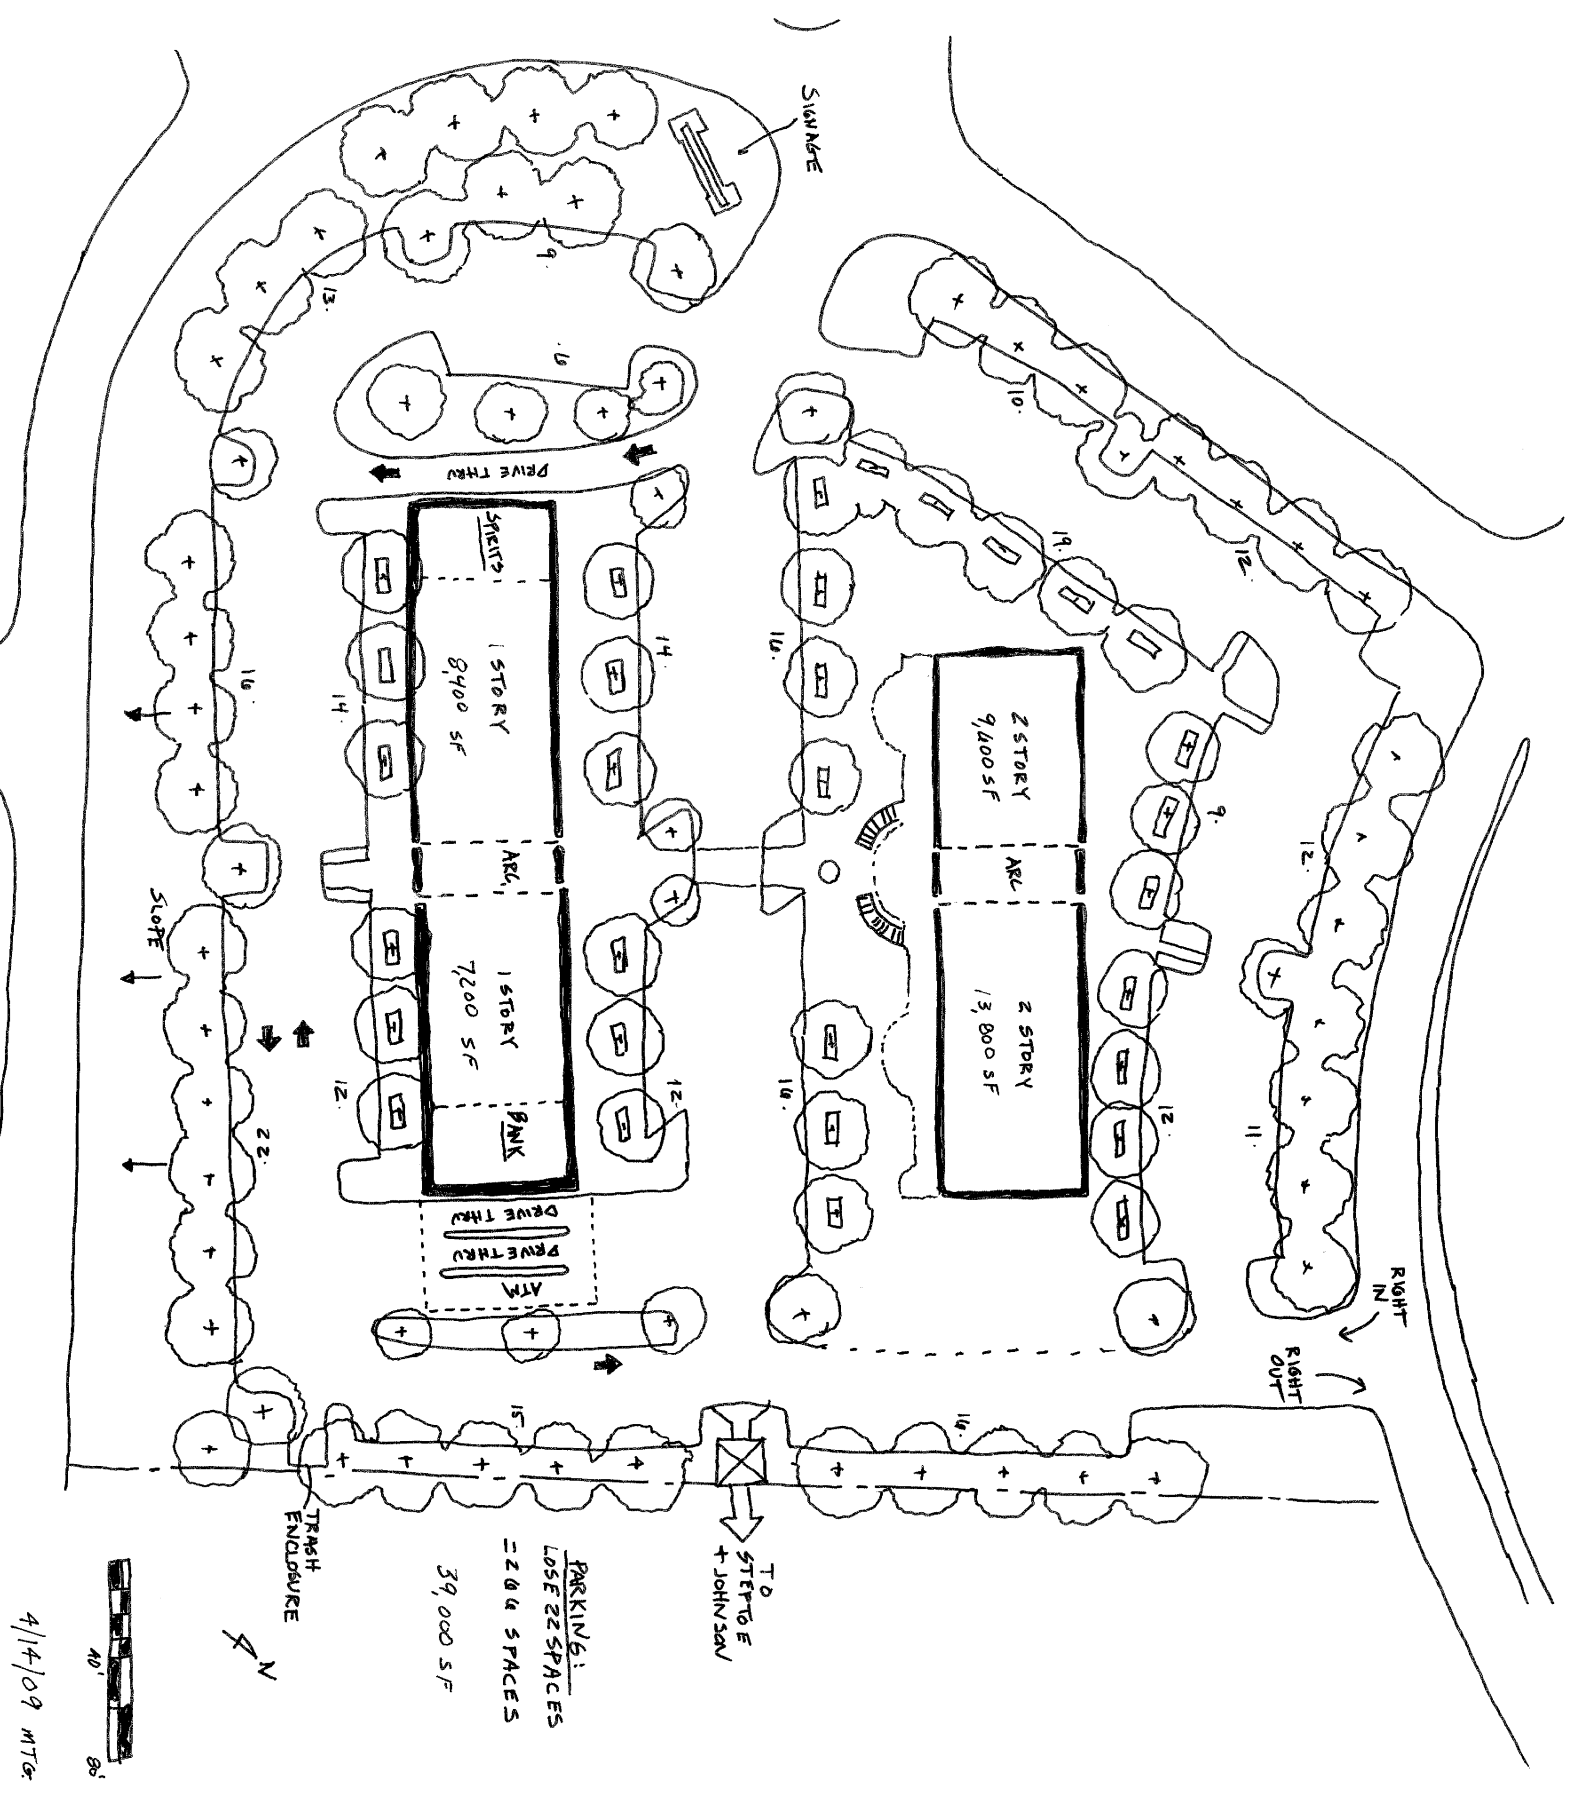 SIGNAGE
9.
13.
6.
10.
12.
19.
DRIVE THRU
SPIRITS
1 STORY
8,400 SF
14.
14.
16.
16.
2 STORY
9,600 SF
9.
12.
ARC
ARC
SLOPE
1 STORY
7,200 SF
2 STORY
13,800 SF
22.
12.
12.
16.
12.
11.
BANK
DRIVE THRU
DRIVE THRU
ATM
RIGHT
IN
RIGHT
OUT
15.
16.
TRASH
ENCLOSURE
TO
STEPTOE
+ JOHNSON
PARKING:
LOSE 22 SPACES
= 266 SPACES
39,000 SF
N
40'
80'
4/14/09 MTG.